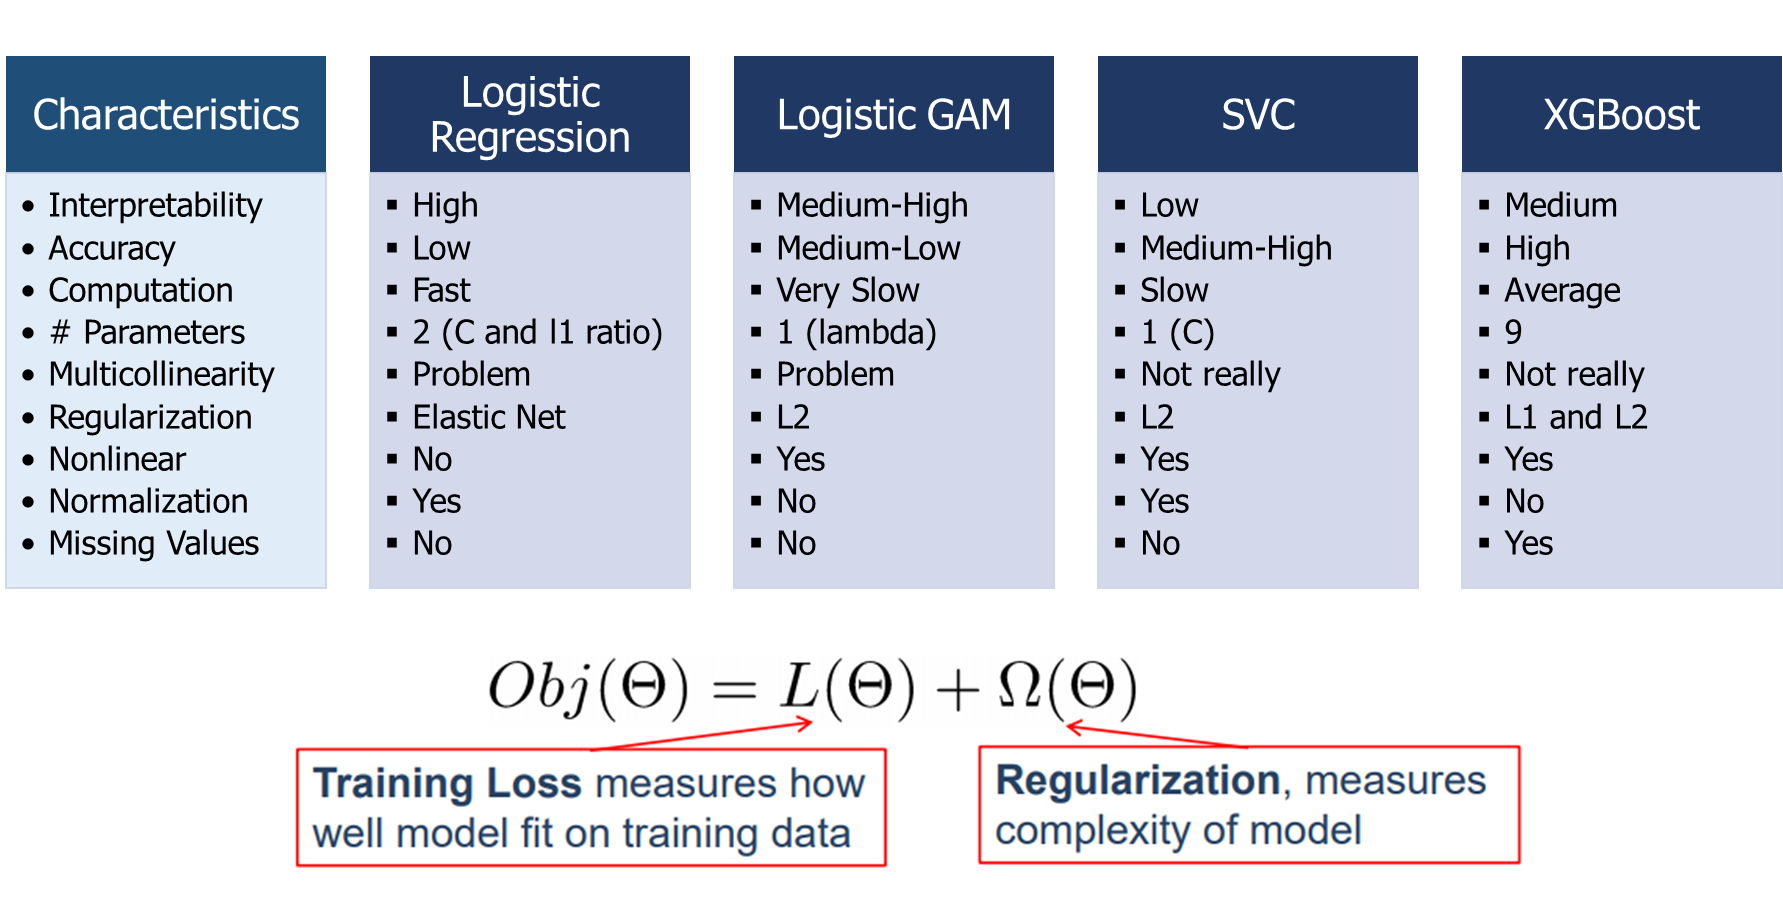 Characteristics
• Interpretability
• Accuracy
• Computation
• # Parameters
• Multicollinearity
• Regularization
• Nonlinear
• Normalization
• Missing Values
Logistic
Regression
▪ High
▪ Low
▪ Fast
▪ 2 (C and l1 ratio)
▪ Problem
▪ Elastic Net
▪ No
▪ Yes
▪ No
Logistic GAM
▪ Medium-High
▪ Medium-Low
▪ Very Slow
▪ 1 (lambda)
▪ Problem
▪ L2
▪ Yes
▪ No
▪ No
SVC
▪ Low
▪ Medium-High
▪ Slow
▪ 1 (C)
▪ Not really
▪ L2
▪ Yes
▪ Yes
▪ No
XGBoost
▪ Medium
▪ High
▪ Average
▪ 9
▪ Not really
▪ L1 and L2
▪ Yes
▪ No
▪ Yes
Obj(Θ) = L(Θ) + Ω(Θ)
Training Loss measures how
well model fit on training data
Regularization, measures
complexity of model